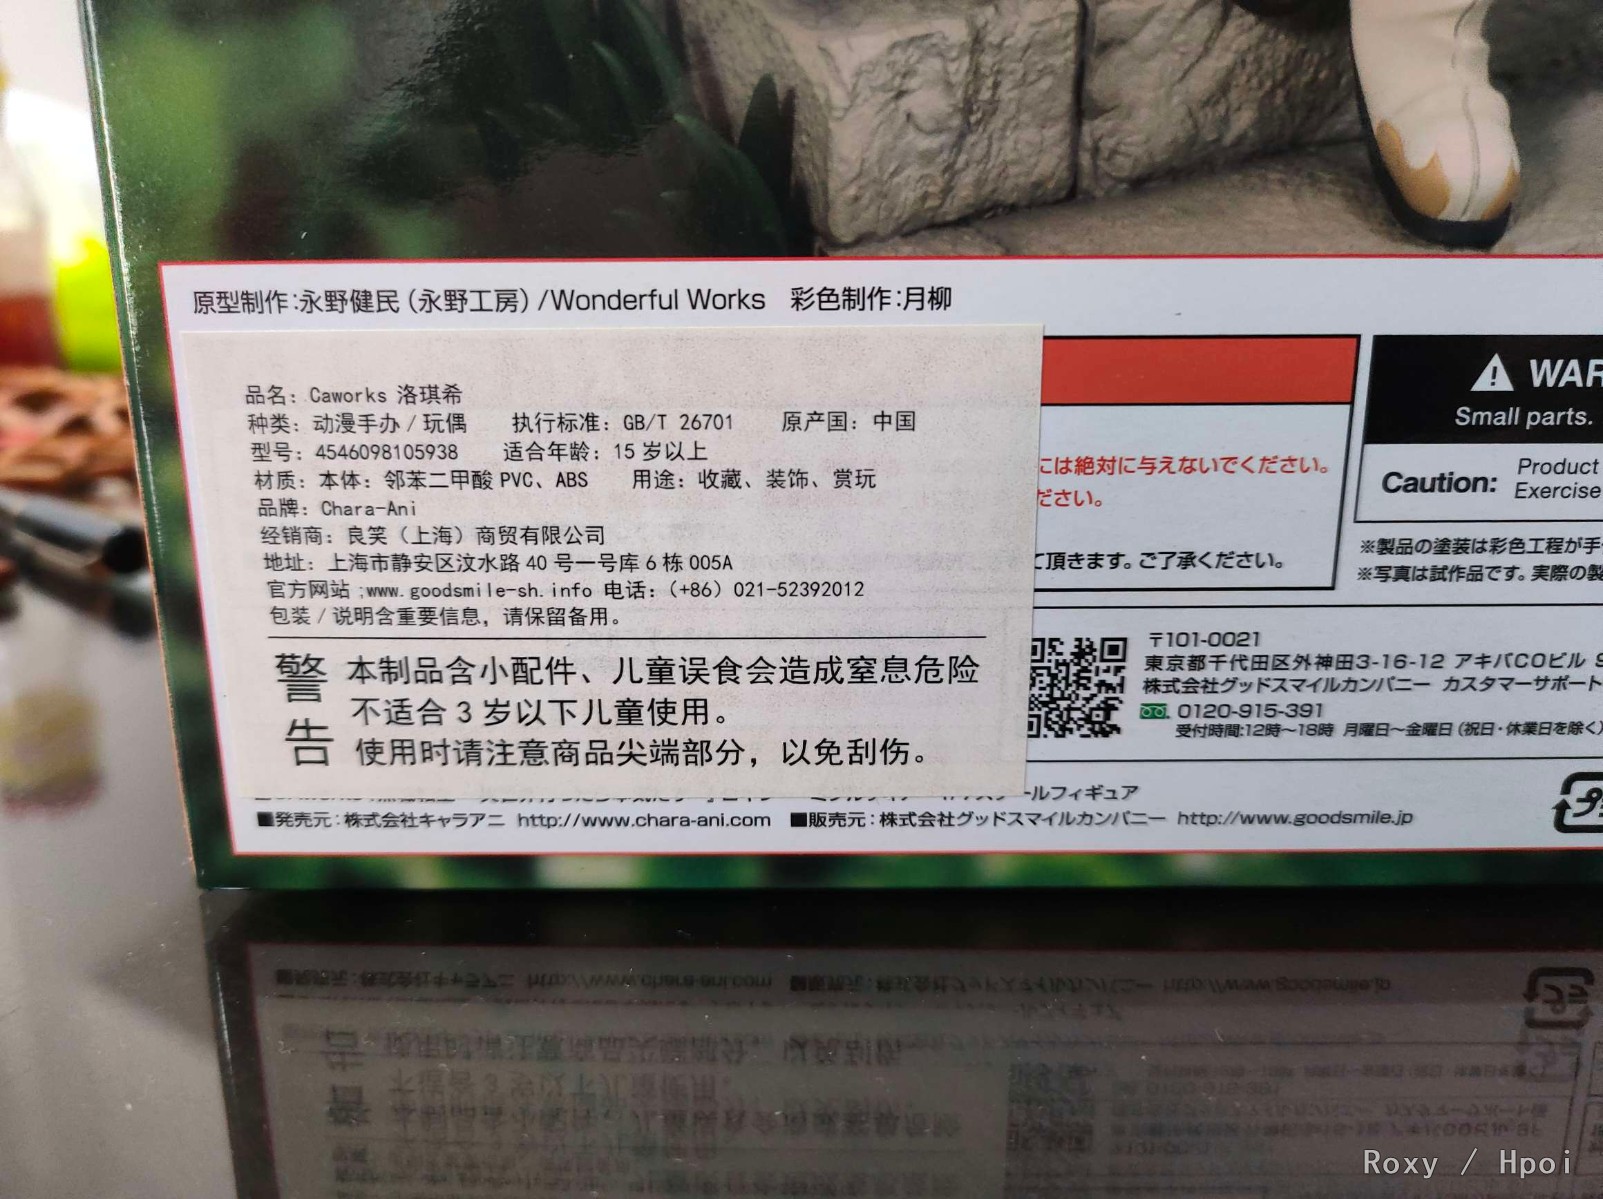 原型制作:永野健民(永野工房)/Wonderful Works 彩色制作:月柳
品名: Caworks 洛琪希
种类: 动漫手办 / 玩偶 执行标准: GB/T 26701 原产国: 中国
型号: 4546098105938 适合年龄: 15 岁以上
材质: 本体: 邻苯二甲酸 PVC、ABS 用途: 收藏、装饰、赏玩
品牌: Chara-Ani
经销商: 良笑（上海）商贸有限公司
地址: 上海市静安区汶水路 40 号一号库 6 栋 005A
官方网站 ;www.goodsmile-sh.info 电话: (+86) 021-52392012
包装 / 说明含重要信息，请保留备用。
警告
本制品含小配件、儿童误食会造成窒息危险
不适合 3 岁以下儿童使用。
使用时请注意商品尖端部分，以免刮伤。
には絶対に与えないでください。
ださい。
て頂きます。ご了承ください。
WAR
Small parts.
Caution:
Product
Exercise
※製品の塗装は彩色工程が手
※写真は試作品です。実際の製
〒101-0021
東京都千代田区外神田3-16-12 アキバCOビル 9
株式会社グッドスマイルカンパニー カスタマーサポート
0120-915-391
受付時間:12時～18時 月曜日～金曜日(祝日・休業日を除く)
ールフィギュア
■発売元:株式会社キャラアニ http://www.chara-ani.com ■販売元:株式会社グッドスマイルカンパニー http://www.goodsmile.jp
プラ
Roxy / Hpoi